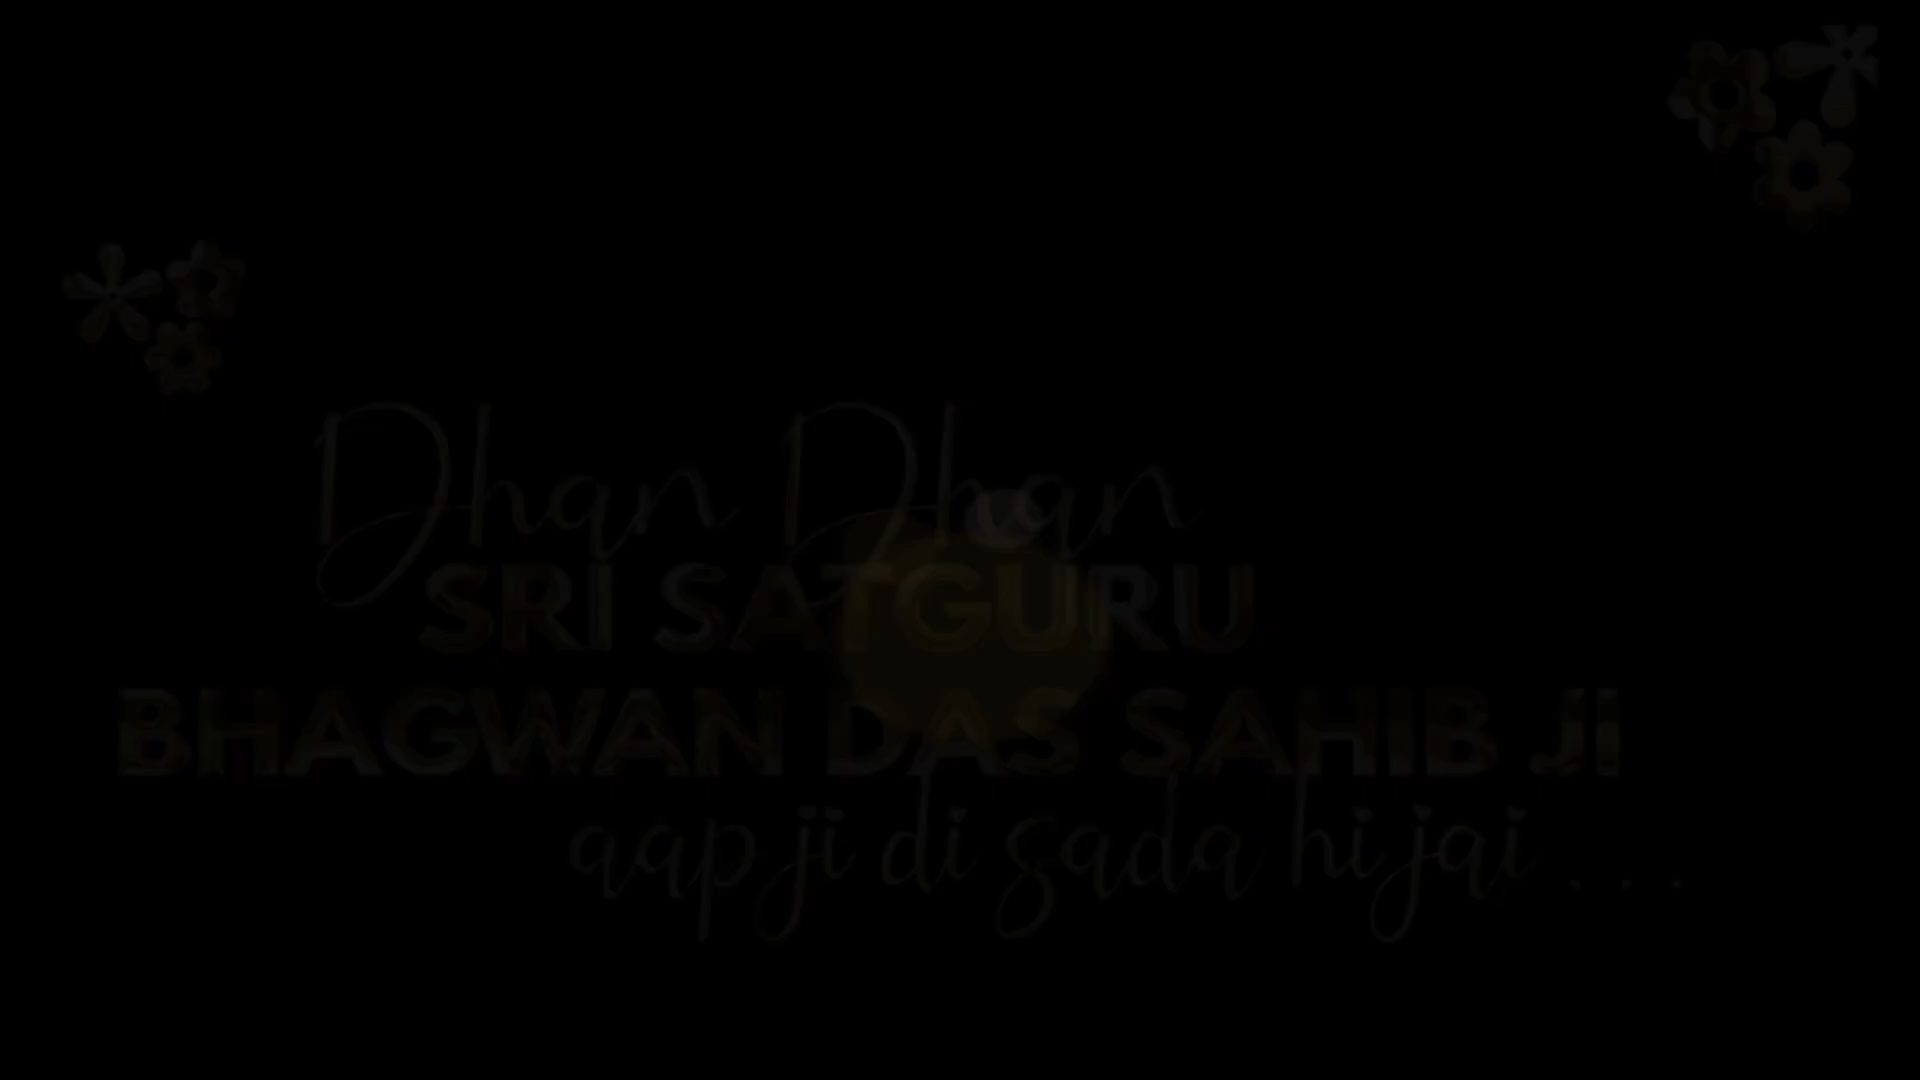 Dhan Dhan
SRI SATGURU
BHAGWAN DAS SAHIB JI
aap ji di sada hi jai . . .